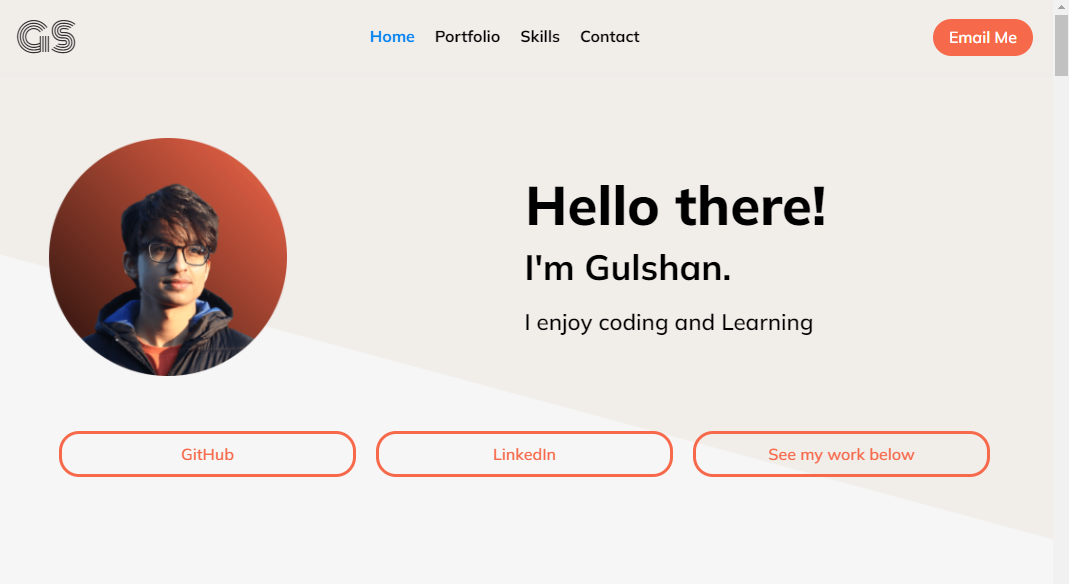 GS
Home Portfolio Skills Contact
Email Me
Hello there!
I'm Gulshan.
I enjoy coding and Learning
GitHub
LinkedIn
See my work below